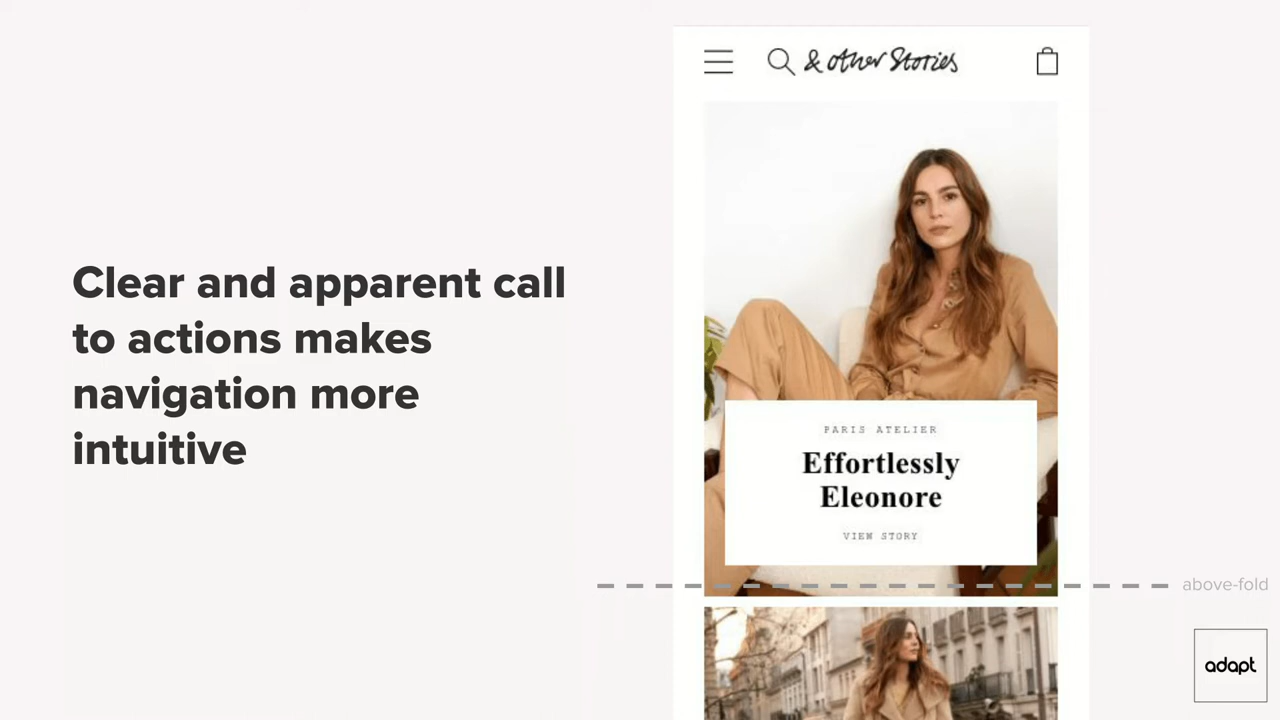 Clear and apparent call
to actions makes
navigation more
intuitive
& other Stories
PARIS ATELIER
Effortlessly
Eleonore
VIEW STORY
above-fold
adapt